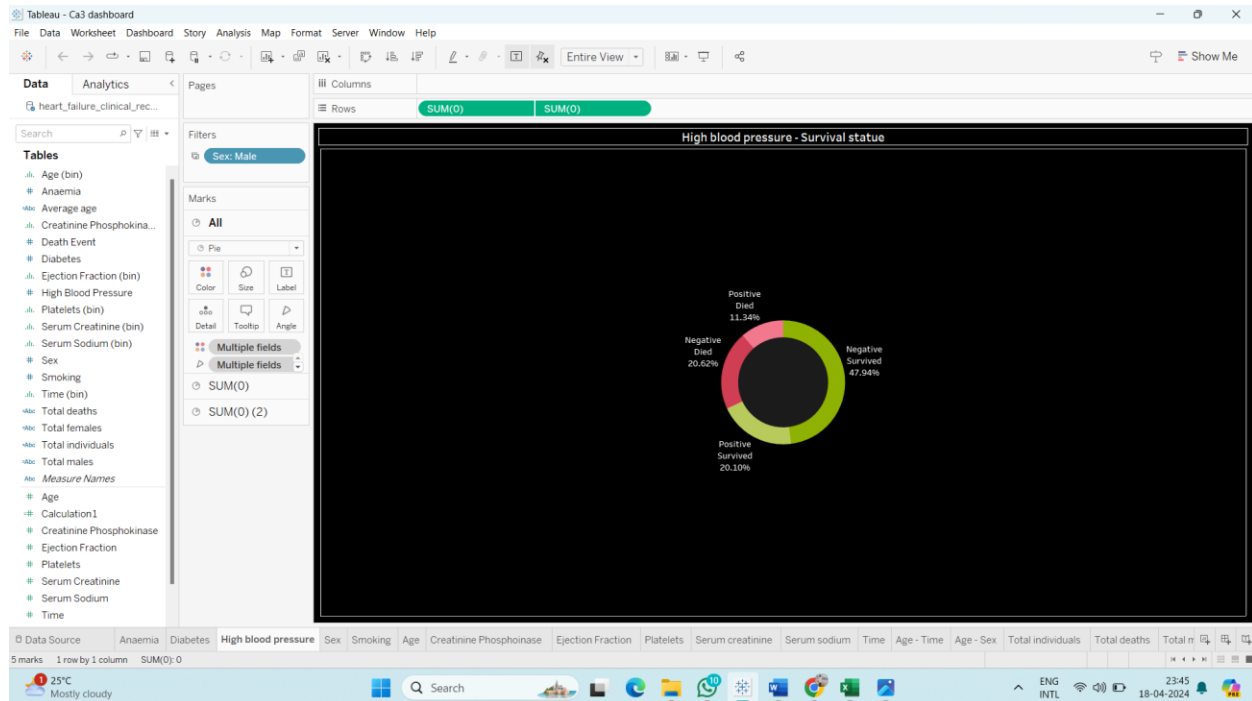 Tableau - Ca3 dashboard
File Data Worksheet Dashboard Story Analysis Map Format Server Window Help
Entire View
Show Me
Data Analytics
heart_failure_clinical_rec...
Search
Tables
Age (bin)
Anaemia
Average age
Creatinine Phosphokina...
Death Event
Diabetes
Ejection Fraction (bin)
High Blood Pressure
Platelets (bin)
Serum Creatinine (bin)
Serum Sodium (bin)
Sex
Smoking
Time (bin)
Total deaths
Total females
Total individuals
Total males
Measure Names
Age
Calculation1
Creatinine Phosphokinase
Ejection Fraction
Platelets
Serum Creatinine
Serum Sodium
Time
Pages
Filters
Sex: Male
Marks
All
Pie
Color Size Label
Detail Tooltip Angle
Multiple fields
Multiple fields
SUM(0)
SUM(0) (2)
Columns
Rows SUM(0) SUM(0)
High blood pressure - Survival statue
Positive
Died
11.34%
Negative
Died
20.62%
Negative
Survived
47.94%
Positive
Survived
20.10%
Data Source Anaemia Diabetes High blood pressure Sex Smoking Age Creatinine Phosphoinase Ejection Fraction Platelets Serum creatinine Serum sodium Time Age - Time Age - Sex Total individuals Total deaths Total m
5 marks 1 row by 1 column SUM(0): 0
1
25°C
Mostly cloudy
Search
10
ENG
INTL
23:45
18-04-2024
PRE